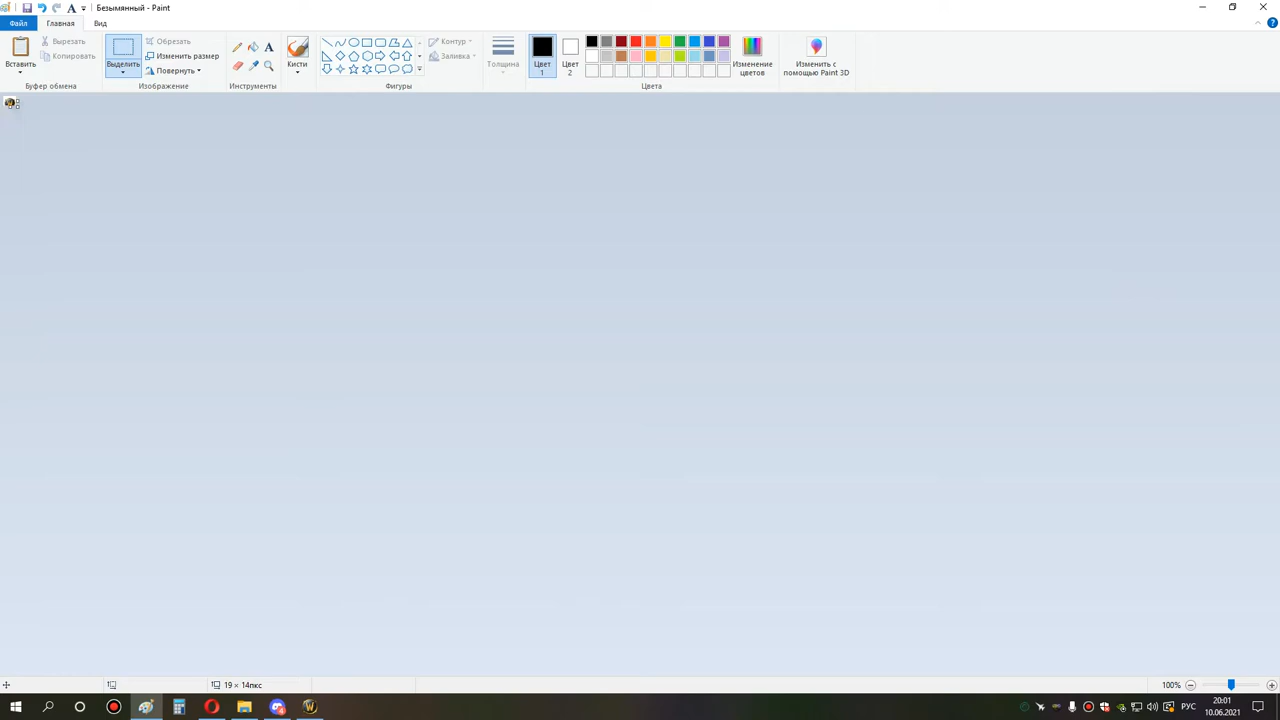 Безымянный - Paint
Файл Главная Вид
Вставить
Вырезать
Копировать
Буфер обмена
Выделить
Обрезать
Изменить размер
Повернуть
Изображение
Инструменты
Кисти
Контур
Заливка
Фигуры
Толщина
Цвет 1
Цвет 2
Цвета
Изменение цветов
Изменить с помощью Paint 3D
19 × 14пкс
100%
РУС
20:01
10.06.2021